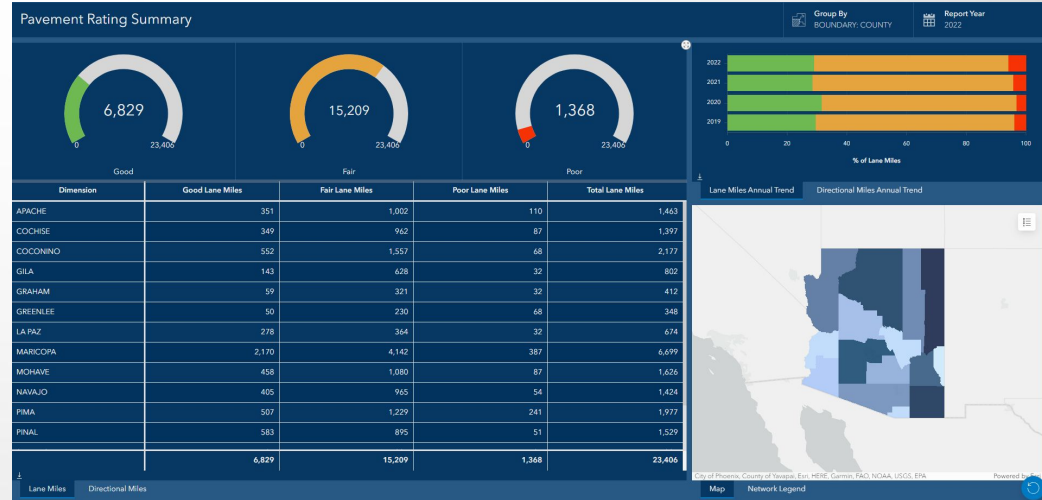 Pavement Rating Summary
Group By
BOUNDARY: COUNTY
Report Year
2022
6,829
0
23,406
Good
15,209
0
23,406
Fair
1,368
0
23,406
Poor
2022
2021
2020
2019
0 20 40 60 80 100
% of Lane Miles
Lane Miles Annual Trend Directional Miles Annual Trend
Dimension Good Lane Miles Fair Lane Miles Poor Lane Miles Total Lane Miles
APACHE 351 1,002 110 1,463
COCHISE 349 962 87 1,397
COCONINO 552 1,557 68 2,177
GILA 143 628 32 802
GRAHAM 59 321 32 412
GREENLEE 50 230 68 348
LA PAZ 278 364 32 674
MARICOPA 2,170 4,142 387 6,699
MOHAVE 458 1,080 87 1,626
NAVAJO 405 965 54 1,424
PIMA 507 1,229 241 1,977
PINAL 583 895 51 1,529
6,829 15,209 1,368 23,406
Lane Miles Directional Miles
City of Phoenix, County of Yavapai, Esri, HERE, Garmin, FAO, NOAA, USGS, EPA Powered by
Map Network Legend